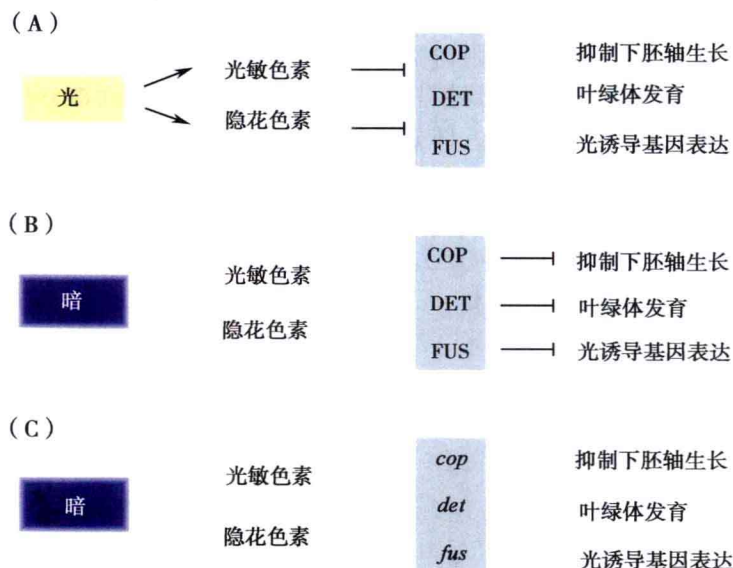 (A)
光
光敏色素
隐花色素
COP
DET
FUS
抑制下胚轴生长
叶绿体发育
光诱导基因表达
(B)
暗
光敏色素
隐花色素
COP
DET
FUS
抑制下胚轴生长
叶绿体发育
光诱导基因表达
(C)
暗
光敏色素
隐花色素
cop
det
fus
抑制下胚轴生长
叶绿体发育
光诱导基因表达